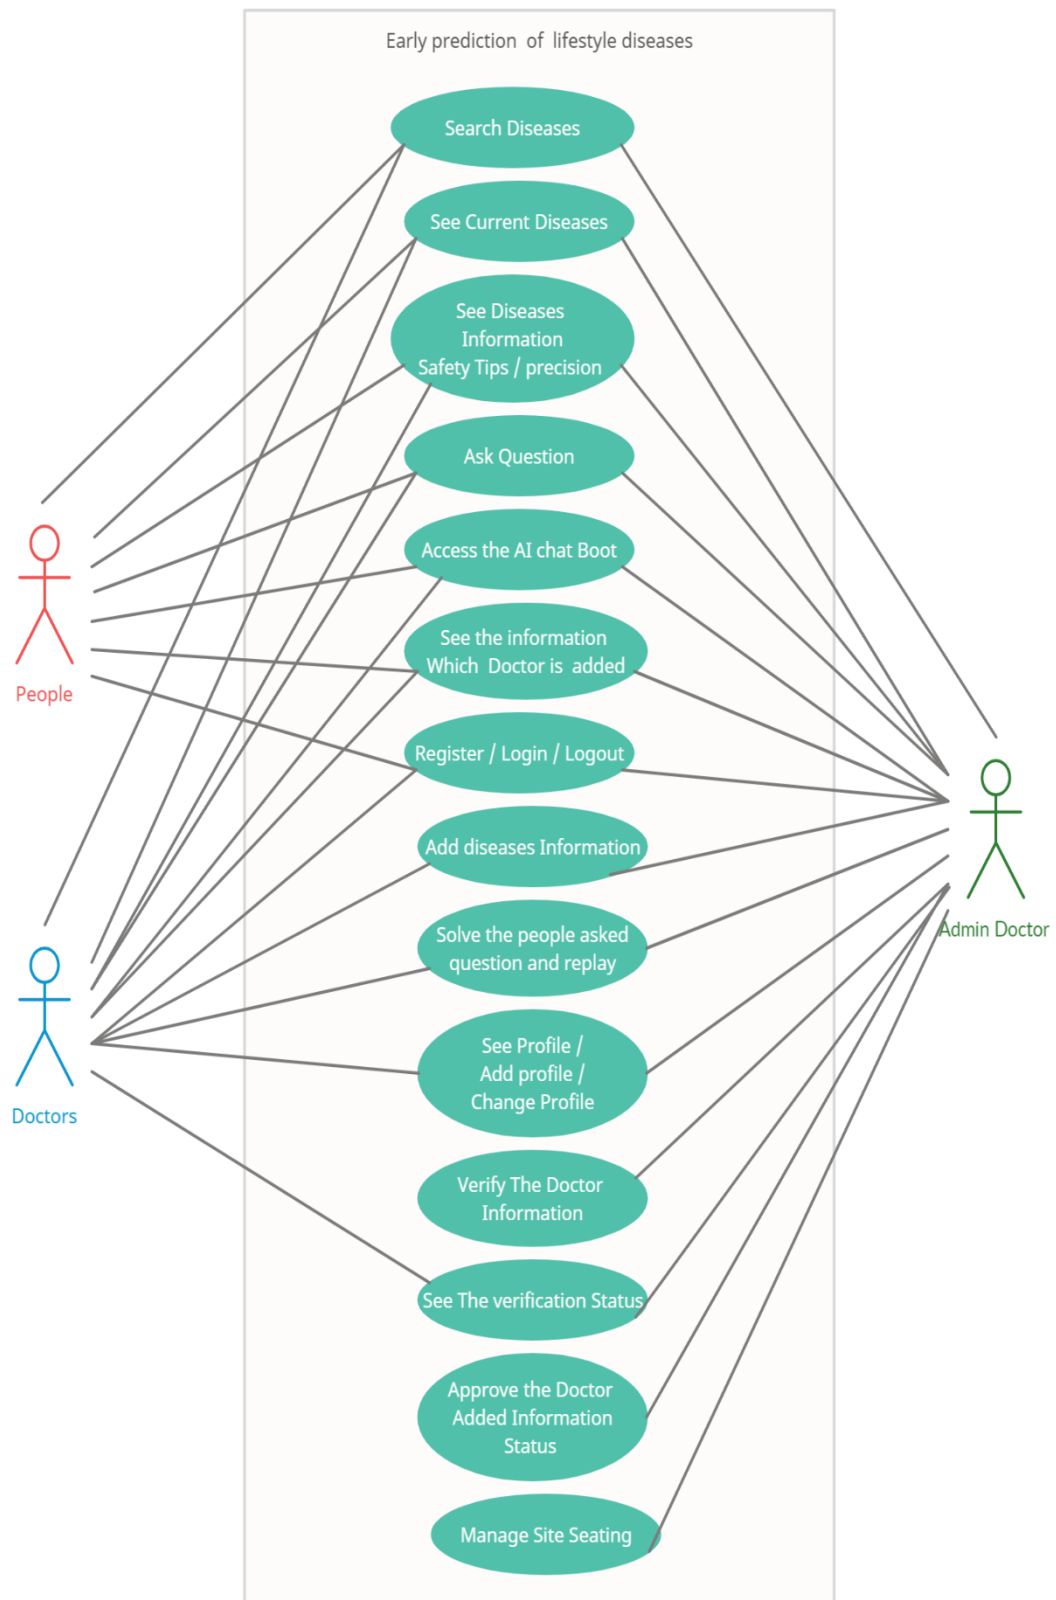 Early prediction of lifestyle diseases
Search Diseases
See Current Diseases
See Diseases
Information
Safety Tips / precision
Ask Question
Access the AI chat Boot
See the information
Which Doctor is added
People
Register / Login / Logout
Add diseases Information
Solve the people asked
question and replay
Admin Doctor
See Profile /
Add profile /
Change Profile
Doctors
Verify The Doctor
Information
See The verification Status
Approve the Doctor
Added Information
Status
Manage Site Seating